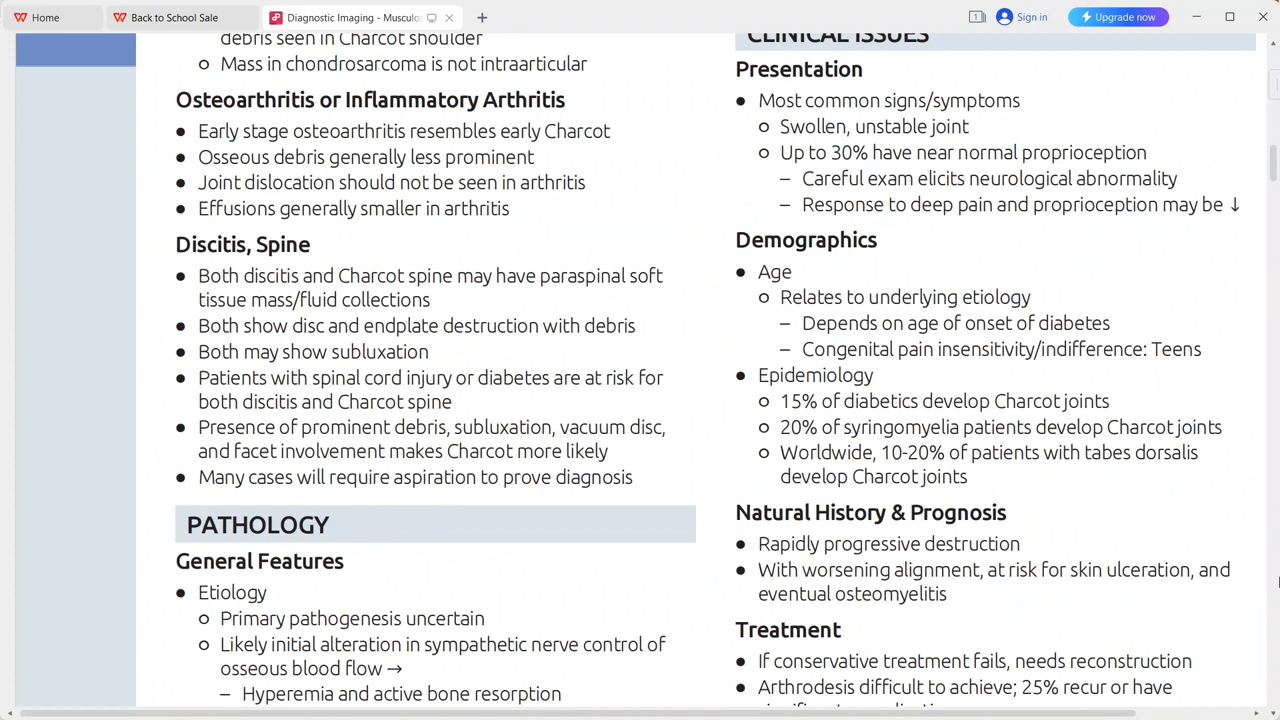 Home
Back to School Sale
Diagnostic Imaging - Musculos
1
Sign in
Upgrade now
debris seen in Charcot shoulder
Mass in chondrosarcoma is not intraarticular
Osteoarthritis or Inflammatory Arthritis
Early stage osteoarthritis resembles early Charcot
Osseous debris generally less prominent
Joint dislocation should not be seen in arthritis
Effusions generally smaller in arthritis
Discitis, Spine
Both discitis and Charcot spine may have paraspinal soft
tissue mass/fluid collections
Both show disc and endplate destruction with debris
Both may show subluxation
Patients with spinal cord injury or diabetes are at risk for
both discitis and Charcot spine
Presence of prominent debris, subluxation, vacuum disc,
and facet involvement makes Charcot more likely
Many cases will require aspiration to prove diagnosis
PATHOLOGY
General Features
Etiology
Primary pathogenesis uncertain
Likely initial alteration in sympathetic nerve control of
osseous blood flow →
– Hyperemia and active bone resorption
CLINICAL ISSUES
Presentation
Most common signs/symptoms
Swollen, unstable joint
Up to 30% have near normal proprioception
– Careful exam elicits neurological abnormality
– Response to deep pain and proprioception may be ↓
Demographics
Age
Relates to underlying etiology
– Depends on age of onset of diabetes
– Congenital pain insensitivity/indifference: Teens
Epidemiology
15% of diabetics develop Charcot joints
20% of syringomyelia patients develop Charcot joints
Worldwide, 10-20% of patients with tabes dorsalis
develop Charcot joints
Natural History & Prognosis
Rapidly progressive destruction
With worsening alignment, at risk for skin ulceration, and
eventual osteomyelitis
Treatment
If conservative treatment fails, needs reconstruction
Arthrodesis difficult to achieve; 25% recur or have